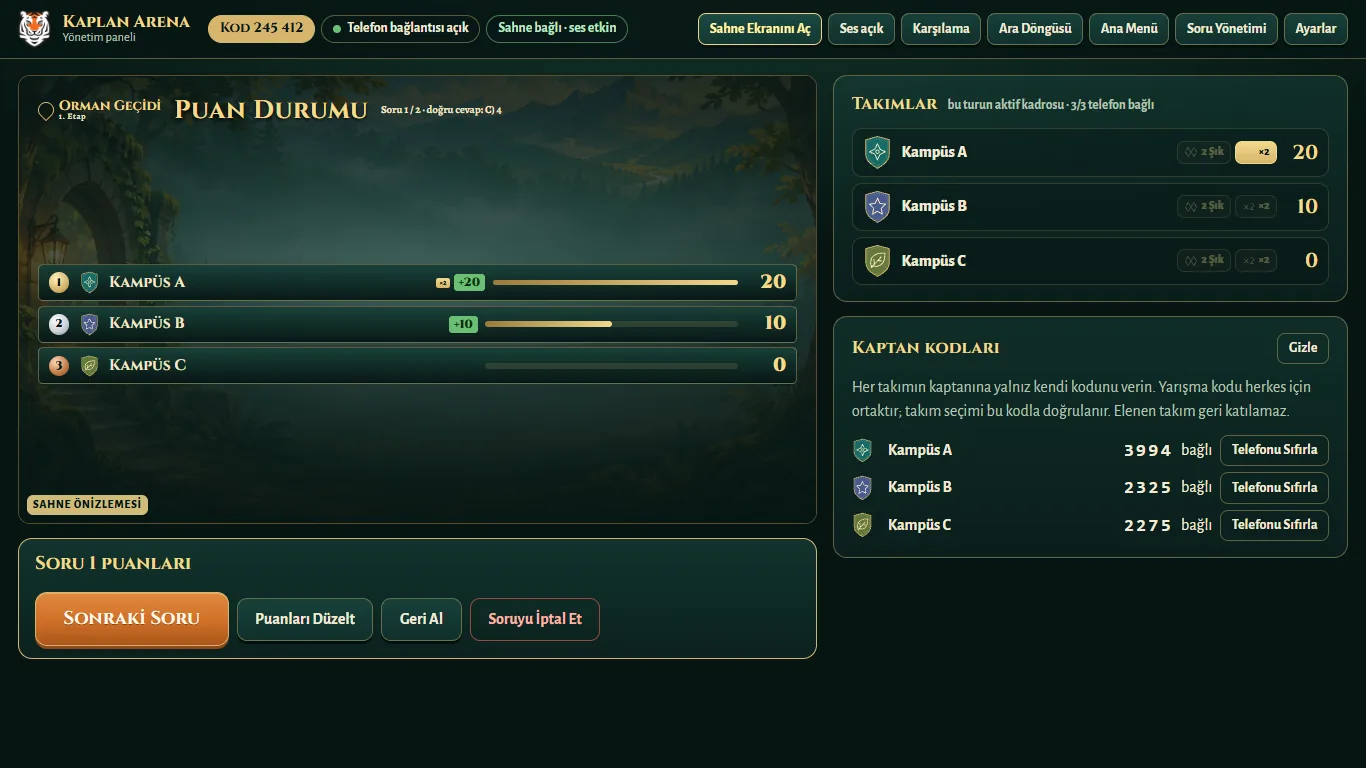 Kaplan Arena
Yönetim paneli
Kod 245 412
Telefon bağlantısı açık
Sahne bağlı · ses etkin
Sahne Ekranını Aç
Ses açık
Karşılama
Ara Döngüsü
Ana Menü
Soru Yönetimi
Ayarlar
Orman Geçidi
1. Etap
Puan Durumu
Soru 1 / 2 · doğru cevap: C) 4
1 Kampüs A ×2 +20 20
2 Kampüs B +10 10
3 Kampüs C 0
SAHNE ÖNİZLEMESİ
Soru 1 puanları
Sonraki Soru
Puanları Düzelt
Geri Al
Soruyu İptal Et
Takımlar bu turun aktif kadrosu · 3/3 telefon bağlı
Kampüs A 2 Şık ×2 20
Kampüs B 2 Şık ×2 ×2 10
Kampüs C 2 Şık ×2 ×2 0
Kaptan kodları
Gizle
Her takımın kaptanına yalnız kendi kodunu verin. Yarışma kodu herkes için
ortaktır; takım seçimi bu kodla doğrulanır. Elenen takım geri katılamaz.
Kampüs A 3994 bağlı Telefonu Sıfırla
Kampüs B 2325 bağlı Telefonu Sıfırla
Kampüs C 2275 bağlı Telefonu Sıfırla